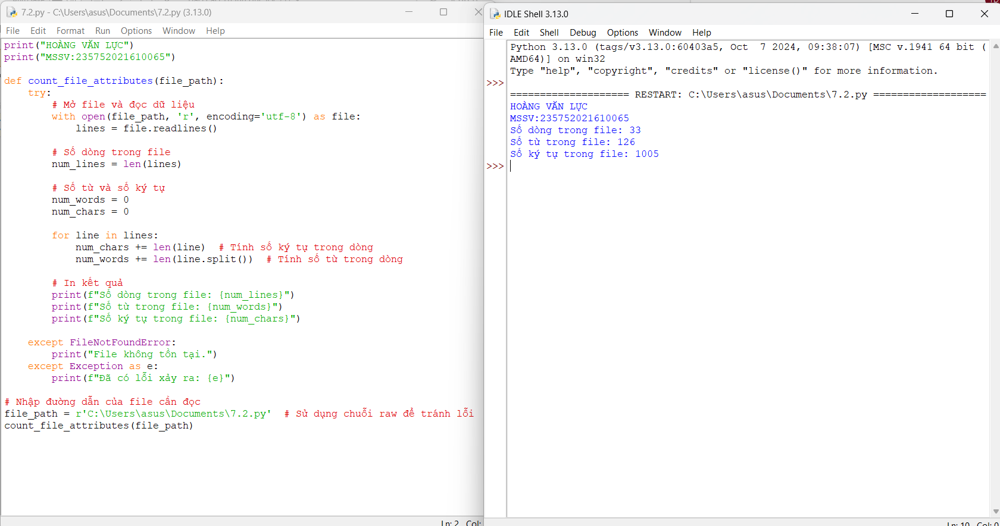 7.2.py - C:\Users\asus\Documents\7.2.py (3.13.0)
File Edit Format Run Options Window Help
print("HOÀNG VĂN LỰC")
print("MSSV:235752021610065")
def count_file_attributes(file_path):
    try:
        # Mở file và đọc dữ liệu
        with open(file_path, 'r', encoding='utf-8') as file:
            lines = file.readlines()
        # Số dòng trong file
        num_lines = len(lines)
        # Số từ và số ký tự
        num_words = 0
        num_chars = 0
        for line in lines:
            num_chars += len(line)  # Tính số ký tự trong dòng
            num_words += len(line.split())  # Tính số từ trong dòng
        # In kết quả
        print(f"Số dòng trong file: {num_lines}")
        print(f"Số từ trong file: {num_words}")
        print(f"Số ký tự trong file: {num_chars}")
    except FileNotFoundError:
        print("File không tồn tại.")
    except Exception as e:
        print(f"Đã có lỗi xảy ra: {e}")
# Nhập đường dẫn của file cần đọc
file_path = r'C:\Users\asus\Documents\7.2.py'  # Sử dụng chuỗi raw để tránh lỗi
count_file_attributes(file_path)
Ln: 2 Col:
IDLE Shell 3.13.0
File Edit Shell Debug Options Window Help
Python 3.13.0 (tags/v3.13.0:60403a5, Oct  7 2024, 09:38:07) [MSC v.1941 64 bit (
AMD64)] on win32
Type "help", "copyright", "credits" or "license()" for more information.
>>>
==================== RESTART: C:\Users\asus\Documents\7.2.py ===================
HOÀNG VĂN LỰC
MSSV:235752021610065
Số dòng trong file: 33
Số từ trong file: 126
Số ký tự trong file: 1005
>>>
Ln: 10 Col: 0